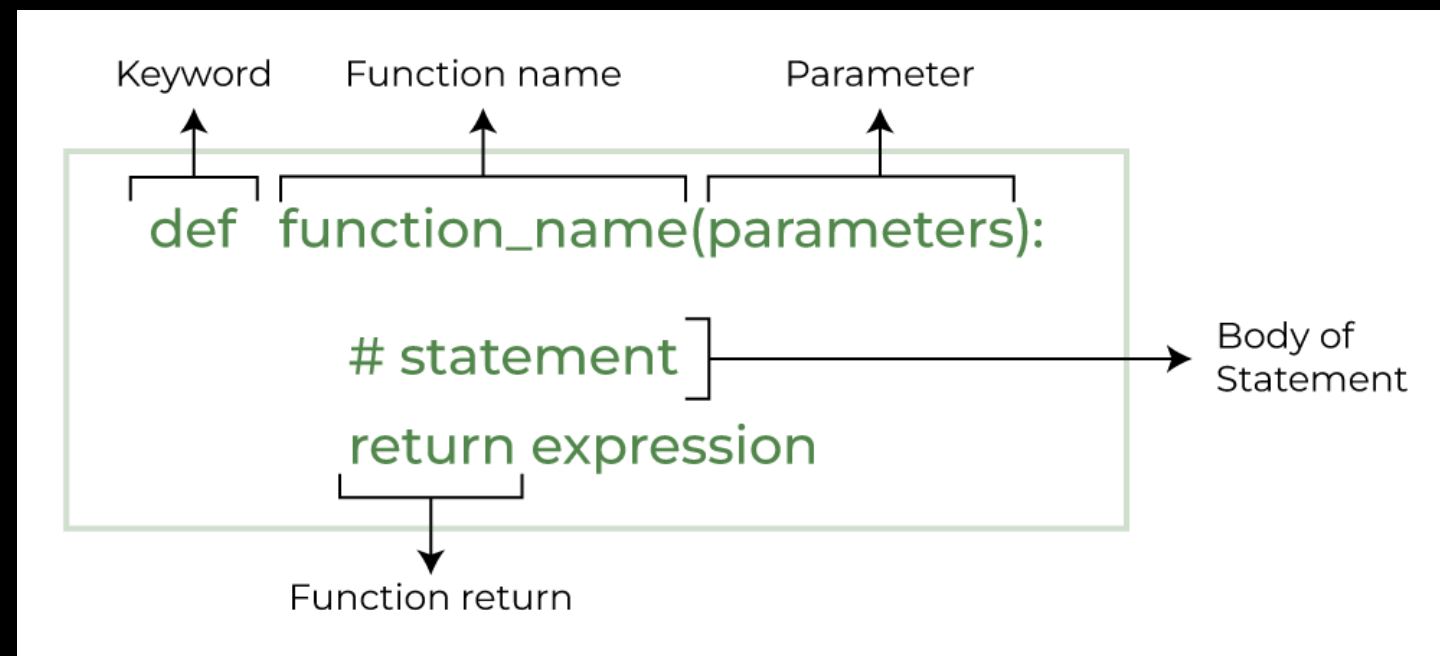 Keyword Function name Parameter
def function_name(parameters):
# statement
Body of
Statement
return expression
Function return